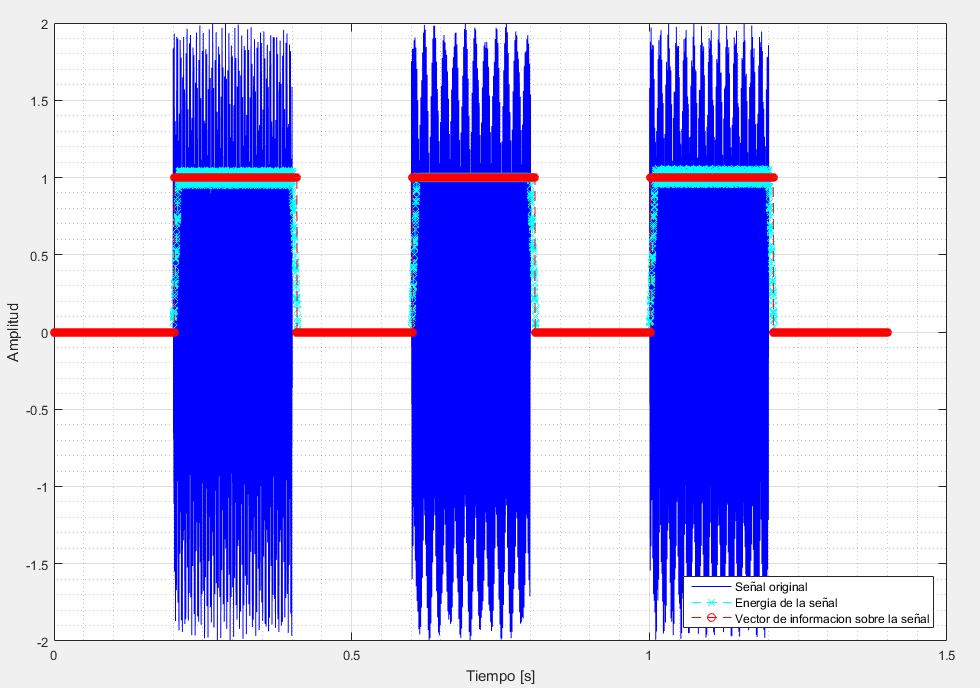 2
1.5
1
0.5
0
-0.5
-1
-1.5
-2
Amplitud
0
0.5
1
1.5
Tiempo [s]
Señal original
Energia de la señal
Vector de informacion sobre la señal